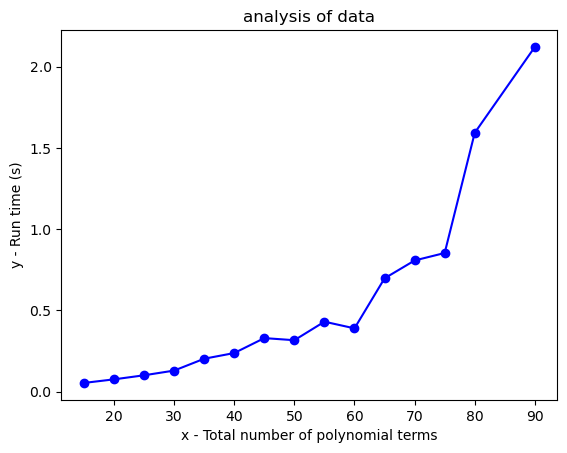 analysis of data
y - Run time (s)
2.0
1.5
1.0
0.5
0.0
20 30 40 50 60 70 80 90
x - Total number of polynomial terms